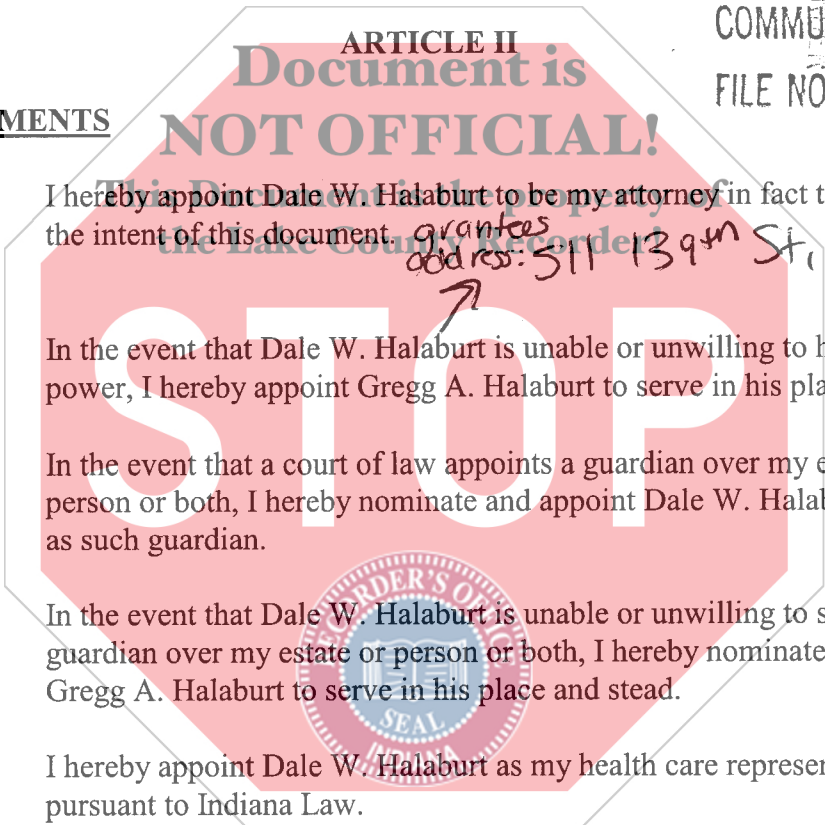 ARTICLE II
COMMU
FILE NO
Document is
NOT OFFICIAL!
This Document is the property of
the Lake County Recorder!
MENTS
I hereby appoint Dale W. Halaburt to be my attorney in fact t
the intent of this document.
grantees
address: 511 139th St,
In the event that Dale W. Halaburt is unable or unwilling to h
power, I hereby appoint Gregg A. Halaburt to serve in his pla
In the event that a court of law appoints a guardian over my e
person or both, I hereby nominate and appoint Dale W. Halab
as such guardian.
In the event that Dale W. Halaburt is unable or unwilling to s
guardian over my estate or person or both, I hereby nominate
Gregg A. Halaburt to serve in his place and stead.
I hereby appoint Dale W. Halaburt as my health care represen
pursuant to Indiana Law.
STOP
RECORDER'S OFFICE
SEAL
INDIANA